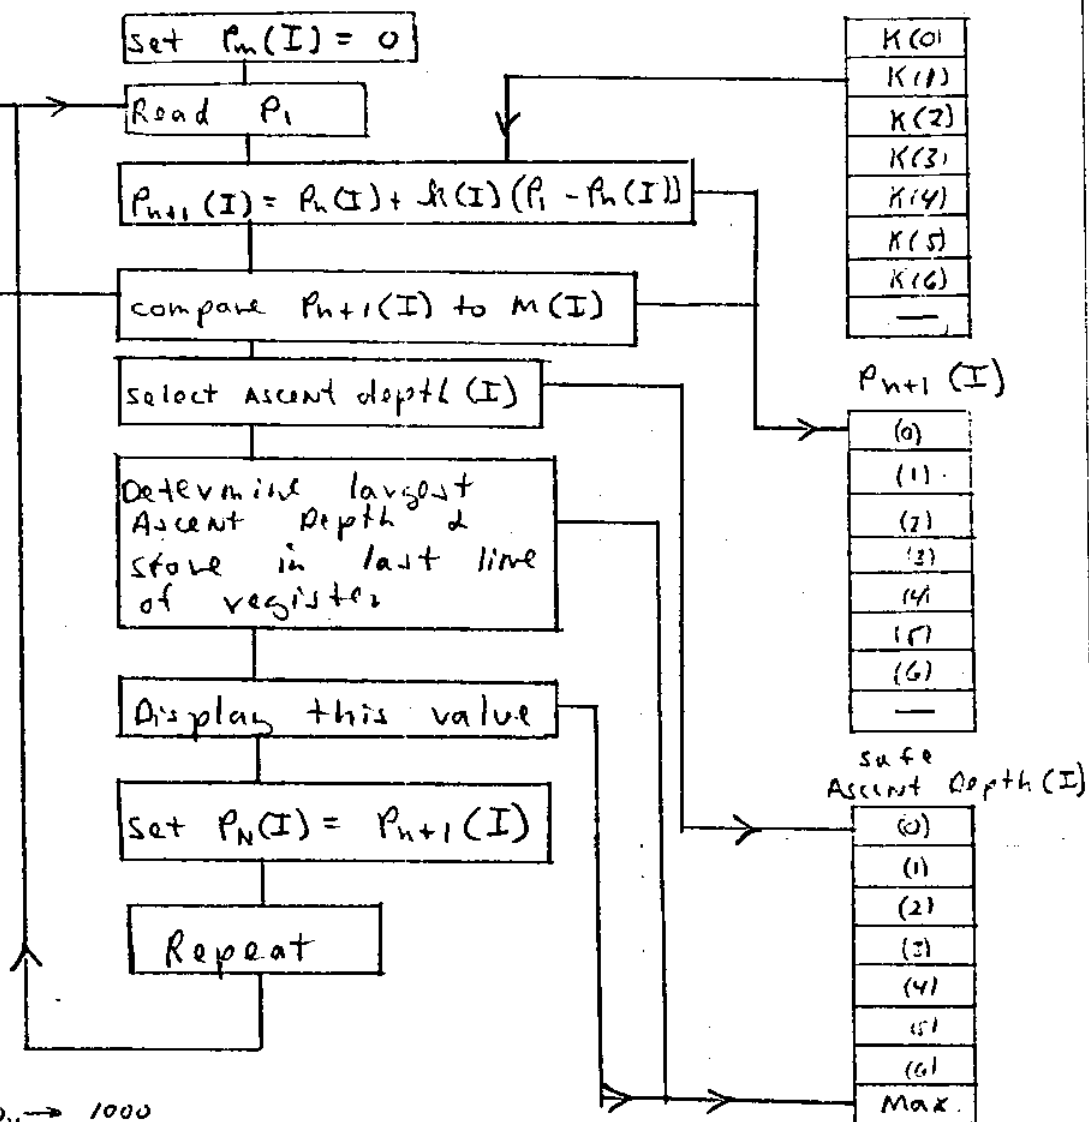 set Pm(I) = 0
Read P1
Pn+1(I) = Pn(I) + k(I) (P1 - Pn(I))
compare Pn+1(I) to M(I)
select Ascent depth (I)
Determine largest
Ascent Depth &
store in last line
of register
Display this value
set PN(I) = Pn+1(I)
Repeat
→ 1000
K(0)
K(1)
K(2)
K(3)
K(4)
K(5)
K(6)
—
Pn+1 (I)
(0)
(1)
(2)
(3)
(4)
(5)
(6)
—
safe
Ascent Depth (I)
(0)
(1)
(2)
(3)
(4)
(5)
(6)
Max.